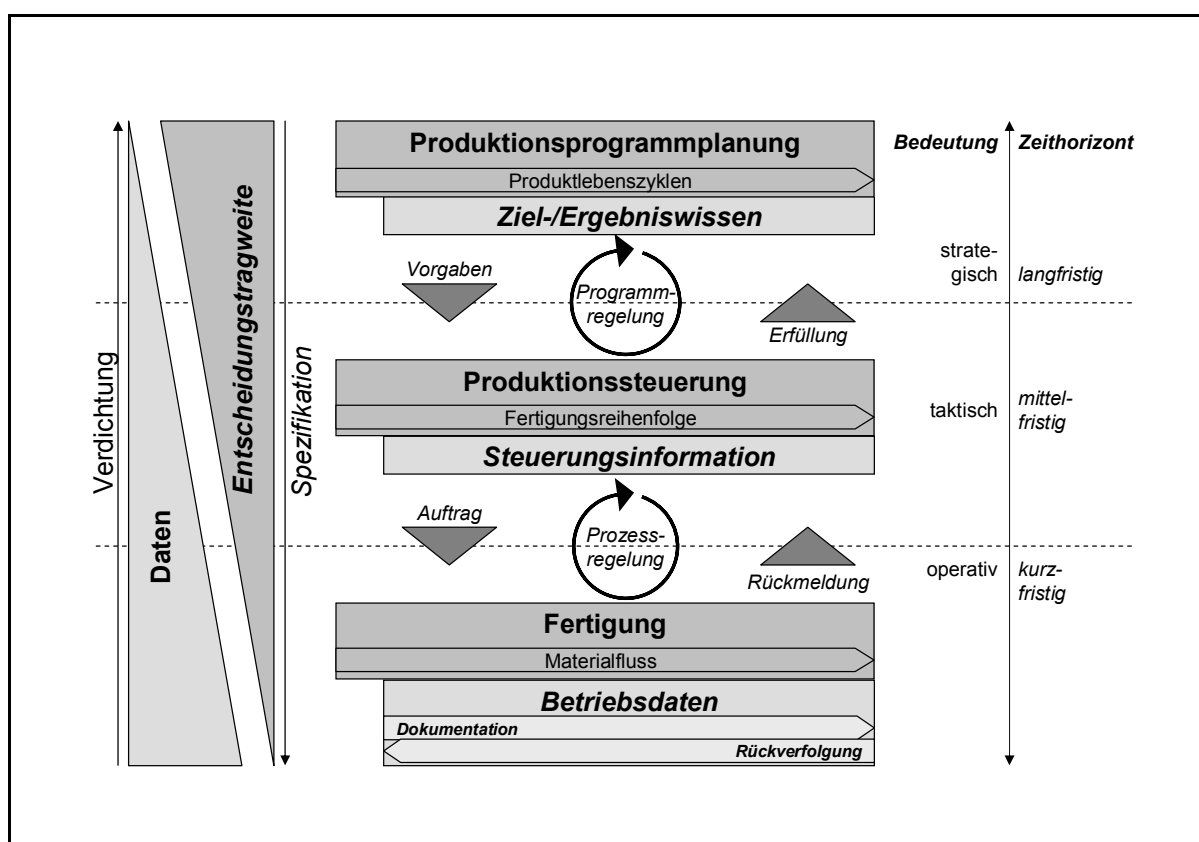 Verdichtung
Daten
Entscheidungstragweite
Spezifikation
Produktionsprogrammplanung
Produktlebenszyklen
Ziel-/Ergebniswissen
Vorgaben
Programm-
regelung
Erfüllung
Produktionssteuerung
Fertigungsreihenfolge
Steuerungsinformation
Auftrag
Prozess-
regelung
Rückmeldung
Fertigung
Materialfluss
Betriebsdaten
Dokumentation
Rückverfolgung
Bedeutung
Zeithorizont
strate-
gisch
langfristig
taktisch
mittel-
fristig
operativ
kurz-
fristig